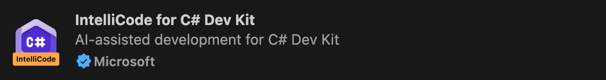 C#
IntelliCode
IntelliCode for C# Dev Kit
AI-assisted development for C# Dev Kit
Microsoft